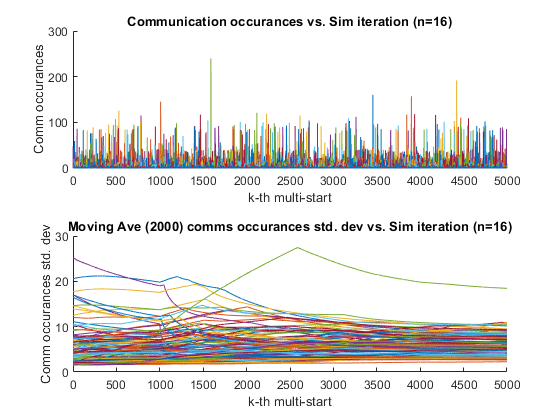 Communication occurances vs. Sim iteration (n=16)
300
200
100
0
Comm occurances
0 500 1000 1500 2000 2500 3000 3500 4000 4500 5000
k-th multi-start
Moving Ave (2000) comms occurances std. dev vs. Sim iteration (n=16)
30
20
10
0
Comm occurances std. dev
0 500 1000 1500 2000 2500 3000 3500 4000 4500 5000
k-th multi-start